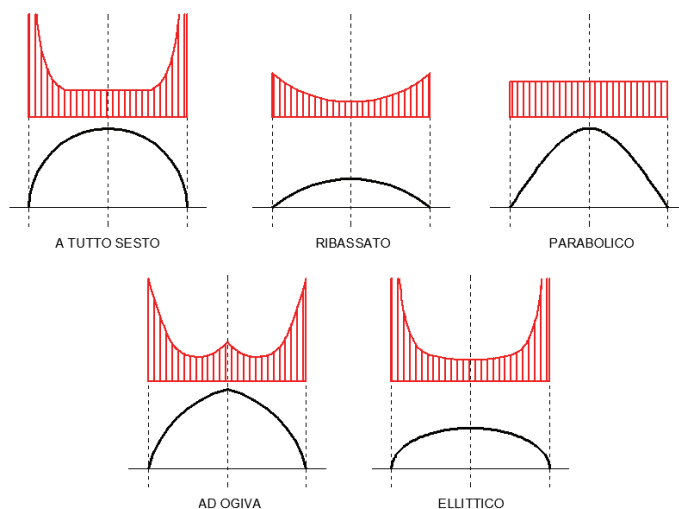 A TUTTO SESTO
RIBASSATO
PARABOLICO
AD OGIVA
ELLITTICO